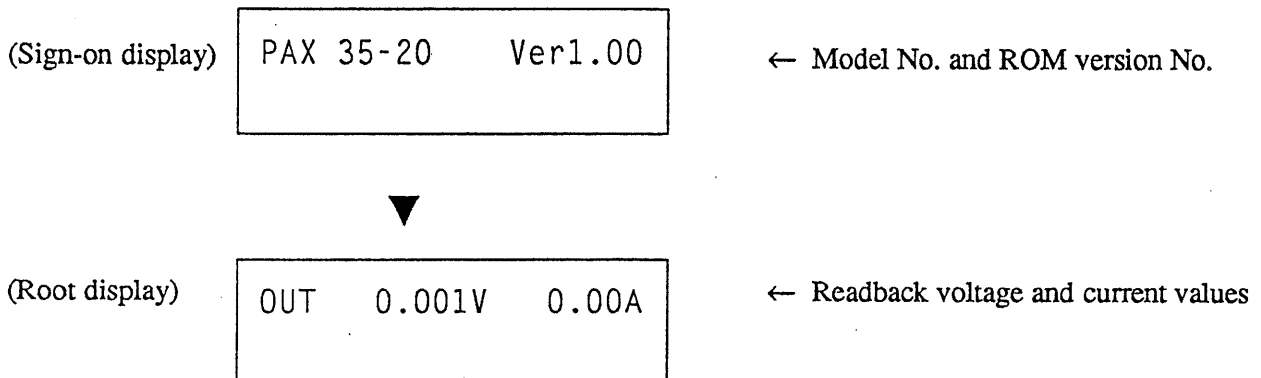 (Sign-on display) PAX 35-20 Ver1.00 ← Model No. and ROM version No.
▼
(Root display) OUT 0.001V 0.00A ← Readback voltage and current values